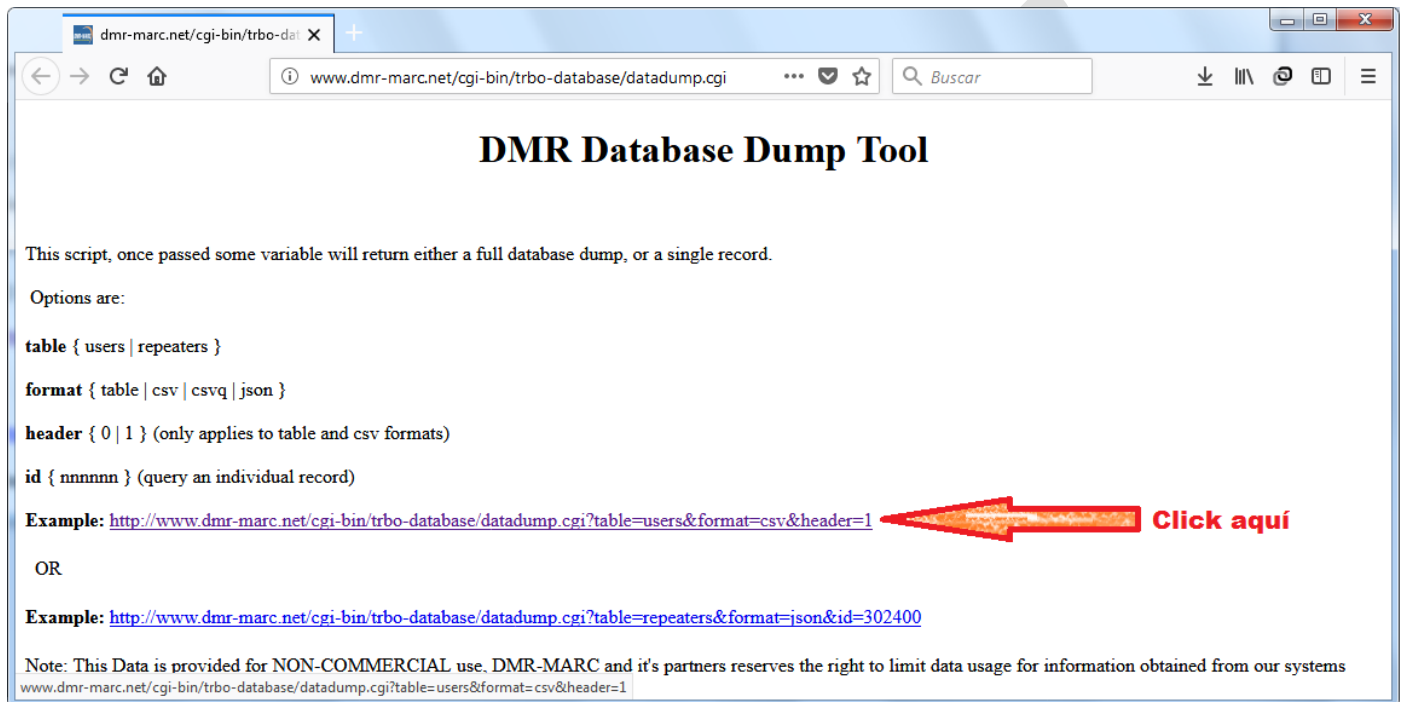 dmr-marc.net/cgi-bin/trbo-dat
www.dmr-marc.net/cgi-bin/trbo-database/datadump.cgi
Buscar
DMR Database Dump Tool
This script, once passed some variable will return either a full database dump, or a single record.
Options are:
table { users | repeaters }
format { table | csv | csvq | json }
header { 0 | 1 } (only applies to table and csv formats)
id { nnnnnn } (query an individual record)
Example: http://www.dmr-marc.net/cgi-bin/trbo-database/datadump.cgi?table=users&format=csv&header=1 Click aquí
OR
Example: http://www.dmr-marc.net/cgi-bin/trbo-database/datadump.cgi?table=repeaters&format=json&id=302400
Note: This Data is provided for NON-COMMERCIAL use, DMR-MARC and it's partners reserves the right to limit data usage for information obtained from our systems
www.dmr-marc.net/cgi-bin/trbo-database/datadump.cgi?table=users&format=csv&header=1